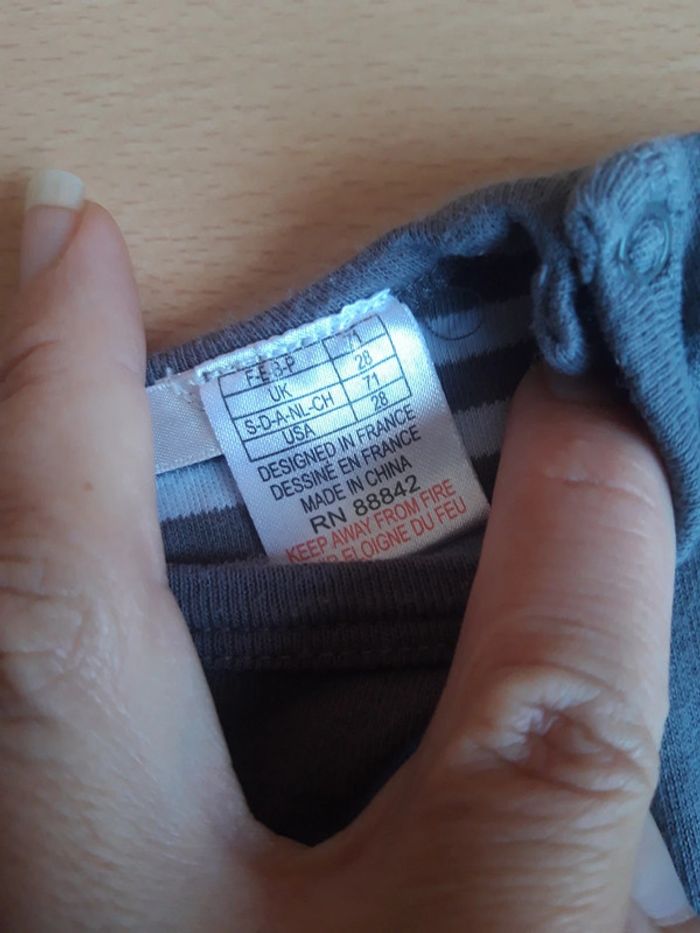 F-E-B-P 71
UK 28
S-D-A-NL-CH 71
USA 28
DESIGNED IN FRANCE
DESSINÉ EN FRANCE
MADE IN CHINA
RN 88842
KEEP AWAY FROM FIRE
ELOIGNE DU FEU